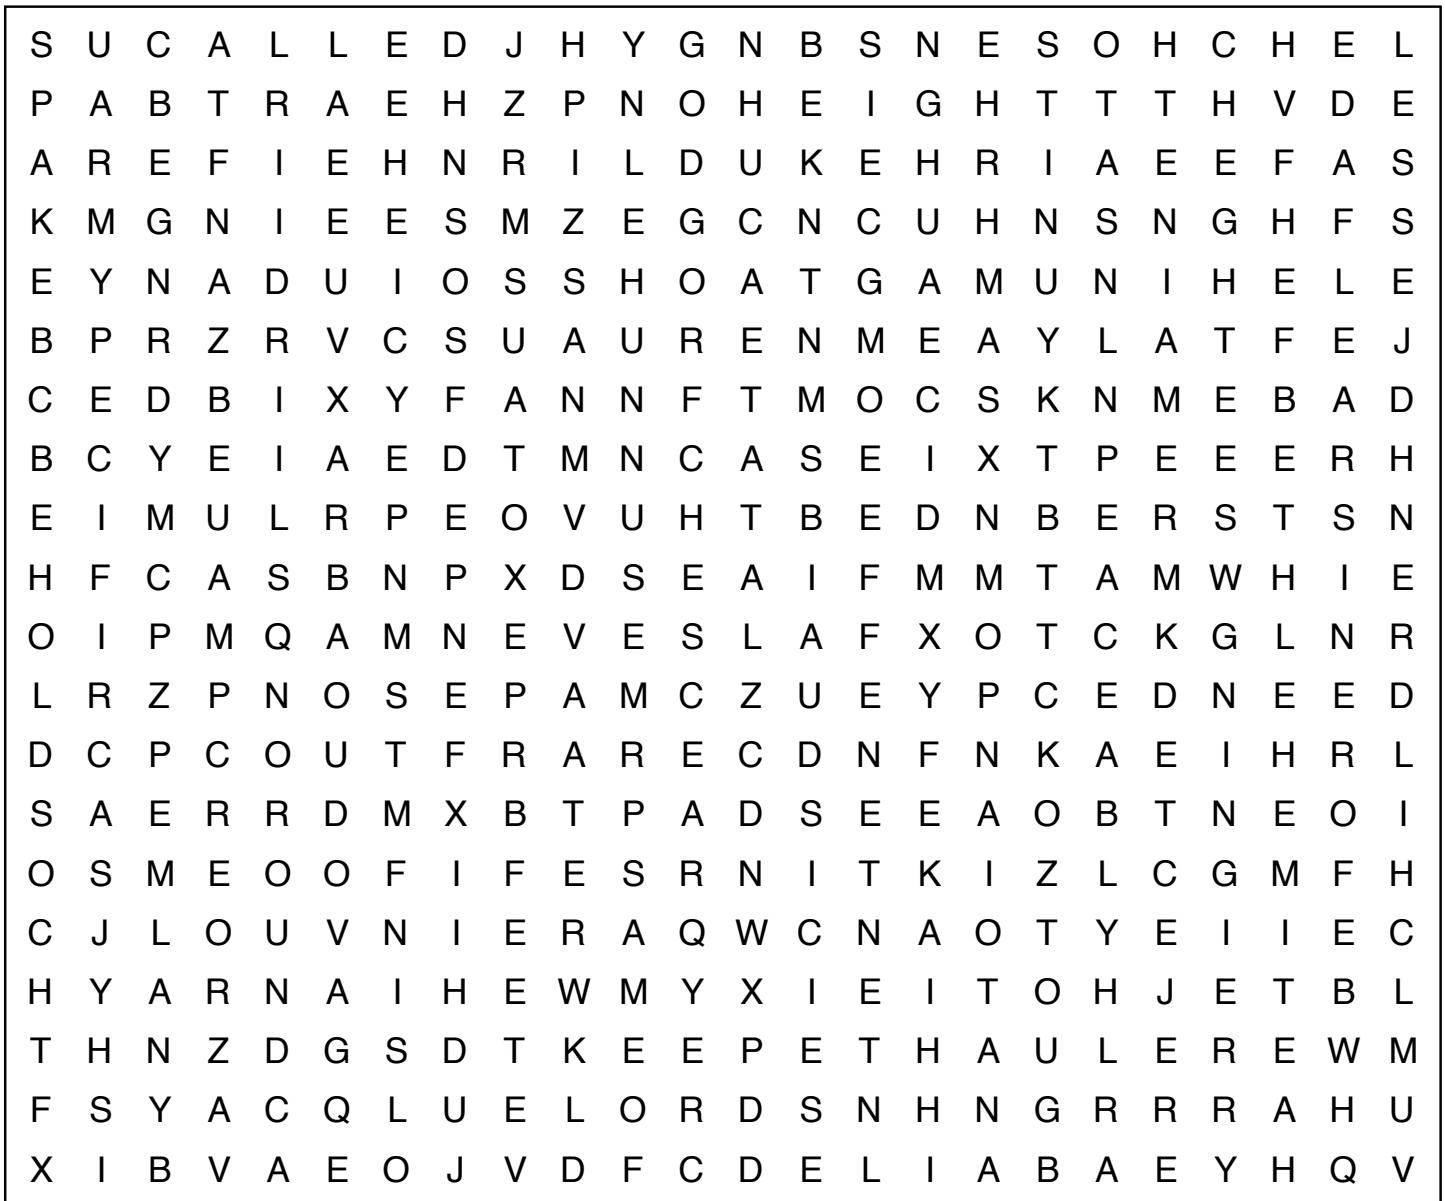 S U C A L L E D J H Y G N B S N E S O H C H E L
P A B T R A E H Z P N O H E I G H T T T H V D E
A R E F I E H N R I L D U K E H R I A E E F A S
K M G N I E E S M Z E G C N C U H N S N G H F S
E Y N A D U I O S S H O A T G A M U N I H E L E
B P R Z R V C S U A U R E N M E A Y L A T F E J
C E D B I X Y F A N N F T M O C S K N M E B A D
B C Y E I A E D T M N C A S E I X T P E E E R H
E I M U L R P E O V U H T B E D N B E R S T S N
H F C A S B N P X D S E A I F M M T A M W H I E
O I P M Q A M N E V E S L A F X O T C K G L N R
L R Z P N O S E P A M C Z U E Y P C E D N E E D
D C P C O U T F R A R E C D N F N K A E I H R L
S A E R R D M X B T P A D S E E A O B T N E O I
O S M E O O F I F E S R N I T K I Z L C G M F H
C J L O U V N I E R A Q W C N A O T Y E I I E C
H Y A R N A I H E W M Y X I E I T O H J E T B L
T H N Z D G S D T K E E P E T H A U L E R E W M
F S Y A C Q L U E L O R D S N H N G R R R A H U
X I B V A E O J V D F C D E L I A B A E Y H Q V